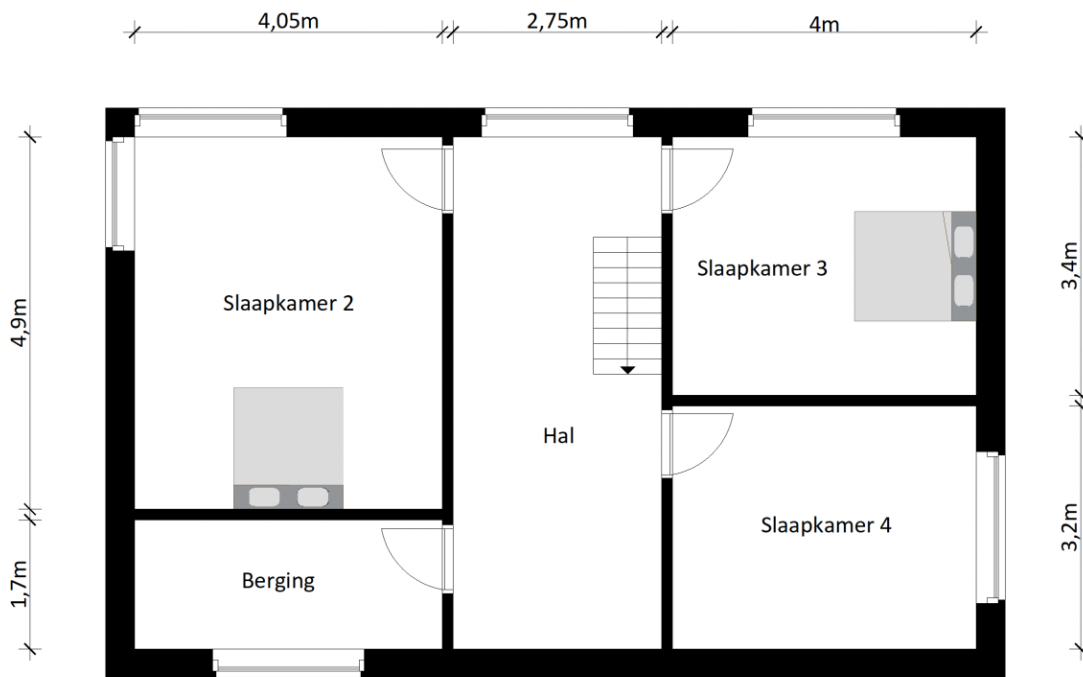 4,05m
2,75m
4m
4,9m
3,4m
Slaapkamer 3
Slaapkamer 2
Hal
Slaapkamer 4
3,2m
1,7m
Berging